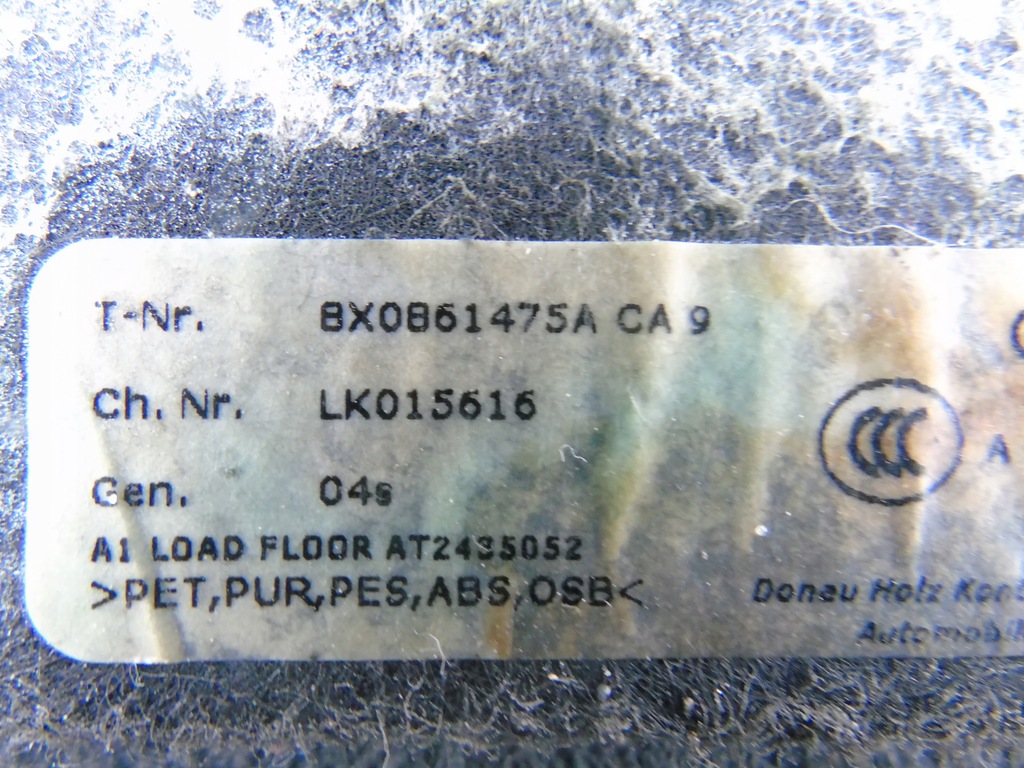 T-Nr. 8X0861475A CA 9
Ch. Nr. LK015616
CCC A
Gen. 04s
A1 LOAD FLOOR AT2435052
>PET,PUR,PES,ABS,OSB<
Donau Holz